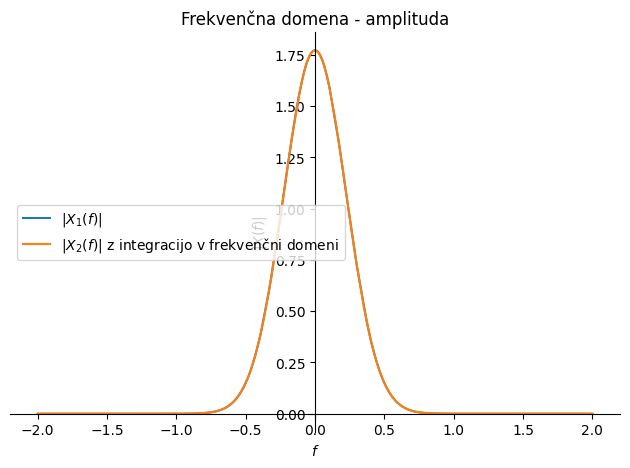 Frekvenčna domena - amplituda
1.75
1.50
1.25
1.00
|X(f)|
0.75
0.50
0.25
0.00
|X₁(f)|
|X₂(f)| z integracijo v frekvenčni domeni
−2.0 −1.5 −1.0 −0.5 0.0 0.5 1.0 1.5 2.0
f